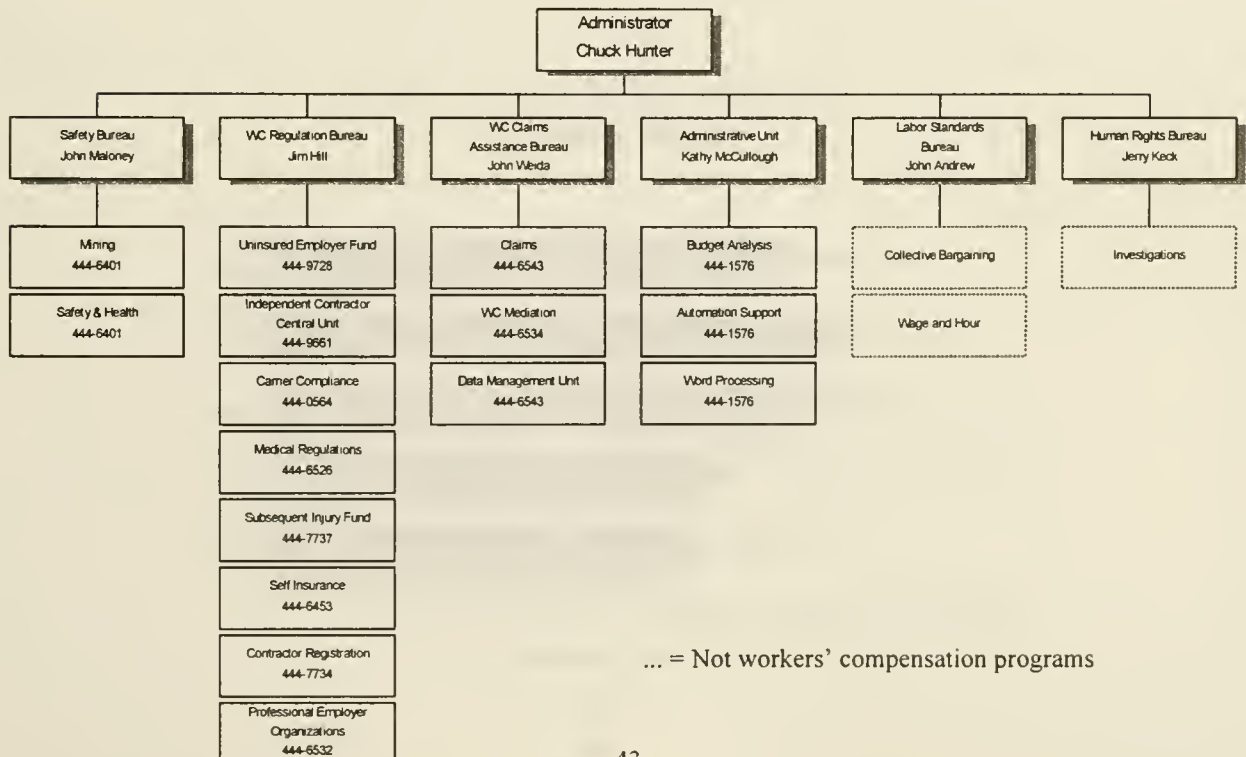 Administrator
Chuck Hunter
Safety Bureau
John Maloney
WC Regulation Bureau
Jim Hill
WC Claims
Assistance Bureau
John Weida
Administrative Unit
Kathy McCullough
Labor Standards
Bureau
John Andrew
Human Rights Bureau
Jerry Keck
Mining
444-6401
Safety & Health
444-6401
Uninsured Employer Fund
444-9728
Independent Contractor
Central Unit
444-9661
Carrier Compliance
444-0564
Medical Regulations
444-6526
Subsequent Injury Fund
444-7737
Self Insurance
444-6453
Contractor Registration
444-7734
Professional Employer
Organizations
444-6532
Claims
444-6543
WC Mediation
444-6534
Data Management Unit
444-6543
Budget Analysis
444-1576
Automation Support
444-1576
Word Processing
444-1576
Collective Bargaining
Wage and Hour
Investigations
... = Not workers' compensation programs